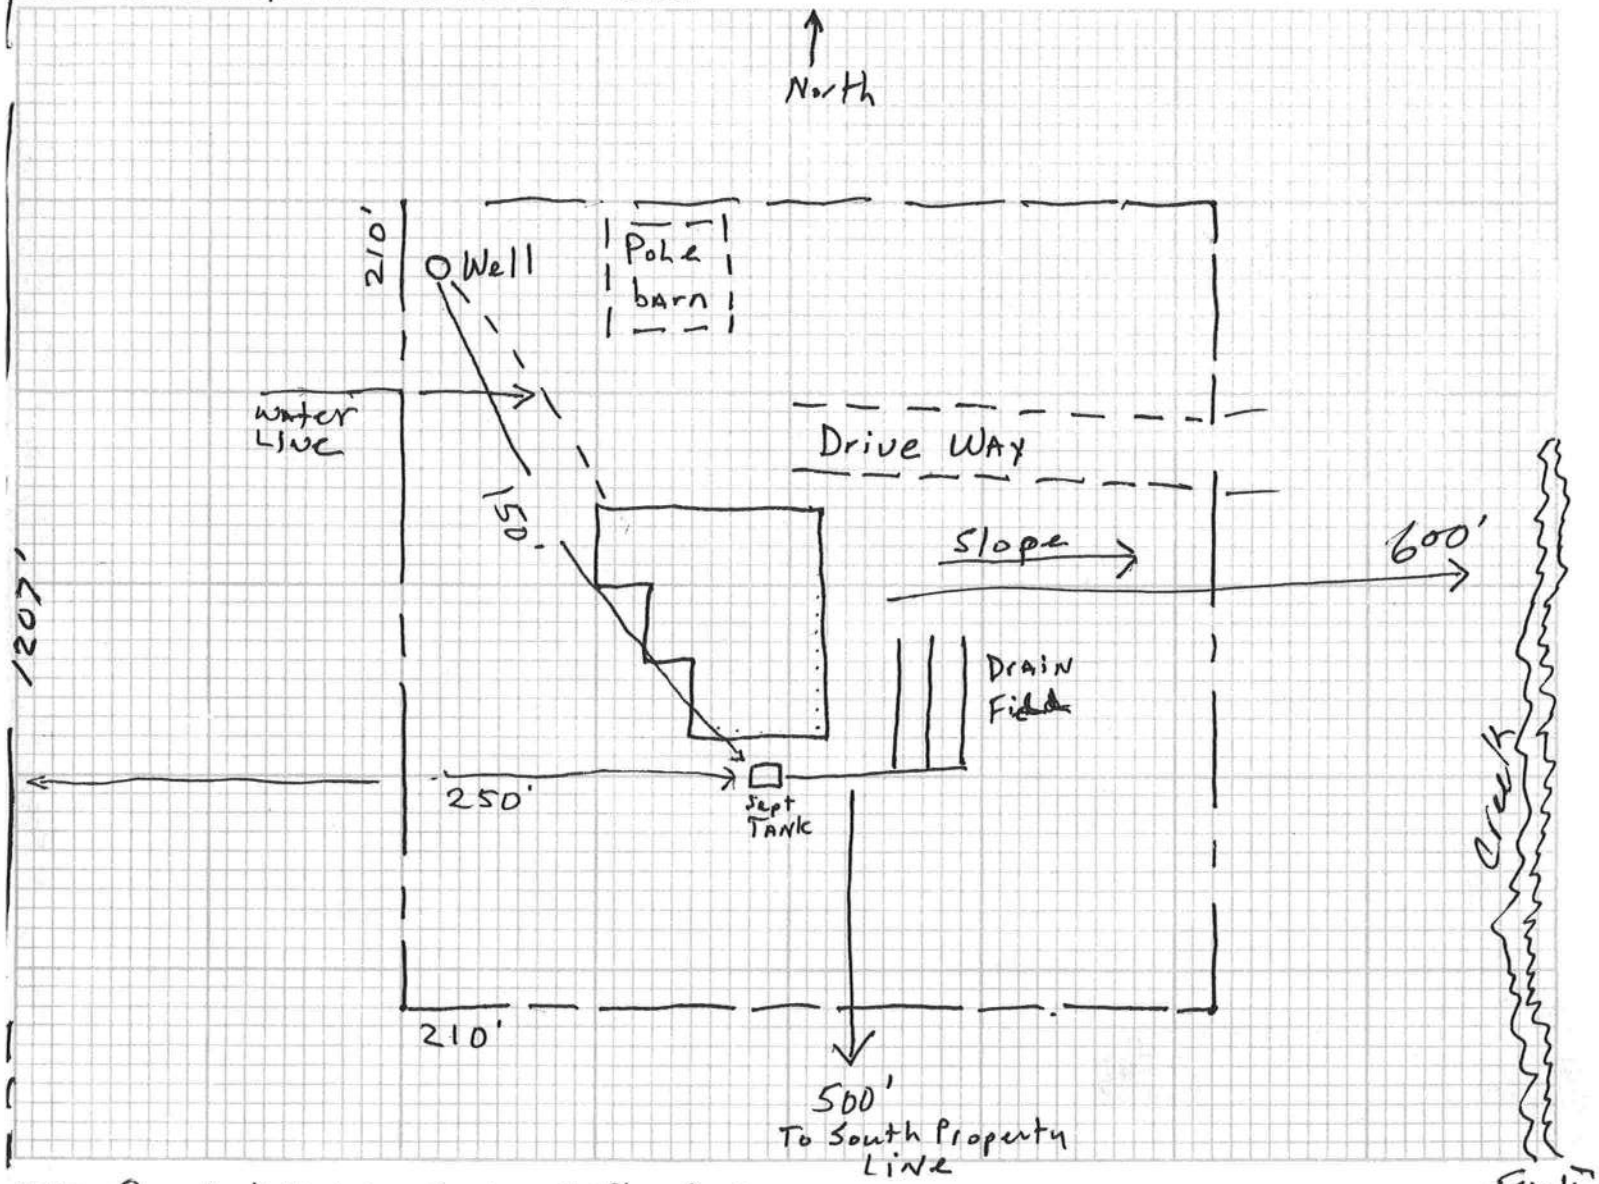 North
210'
Well
Pole
barn
Water
Line
Drive Way
150'
Slope
600'
1207'
Drain
Field
Creek
250'
Sept
Tank
210'
500'
To South Property
Line